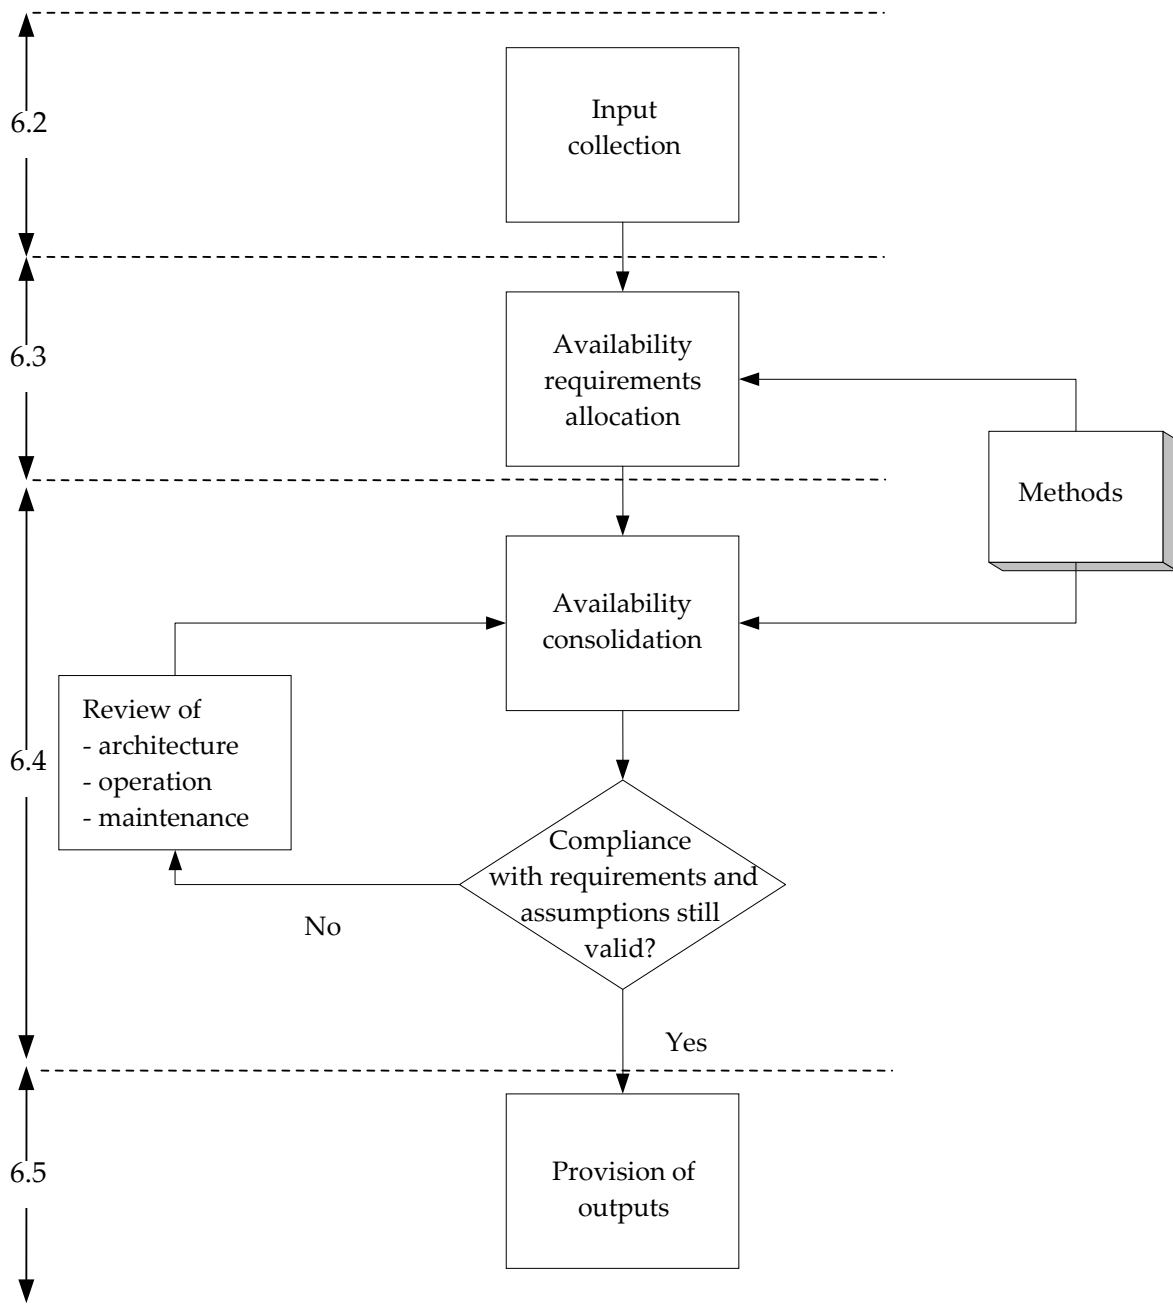 6.2
Input
collection
6.3
Availability
requirements
allocation
Methods
Availability
consolidation
6.4
Review of
- architecture
- operation
- maintenance
Compliance
with requirements and
assumptions still
valid?
No
Yes
6.5
Provision of
outputs